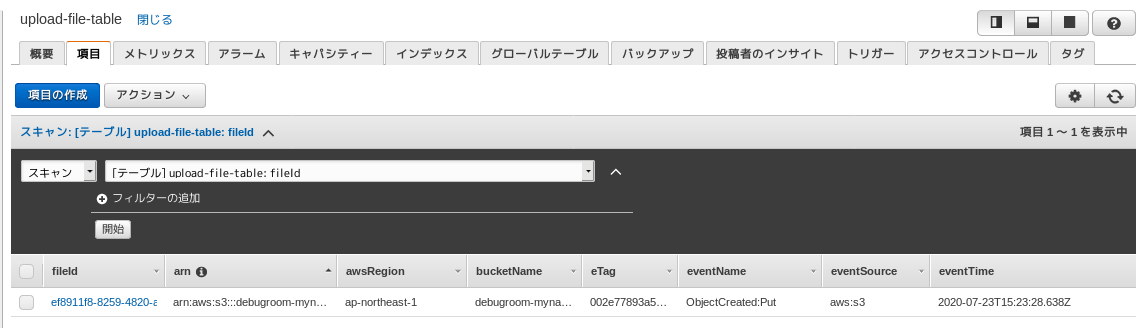 upload-file-table 閉じる
概要 項目 メトリックス アラーム キャパシティー インデックス グローバルテーブル バックアップ 投稿者のインサイト トリガー アクセスコントロール タグ
項目の作成 アクション
スキャン: [テーブル] upload-file-table: fileId 項目 1 ～ 1 を表示中
スキャン [テーブル] upload-file-table: fileId
フィルターの追加
開始
fileId arn awsRegion bucketName eTag eventName eventSource eventTime
ef8911f8-8259-4820-a arn:aws:s3:::debugroom-myn… ap-northeast-1 debugroom-myna… 002e77893a5… ObjectCreated:Put aws:s3 2020-07-23T15:23:28.638Z